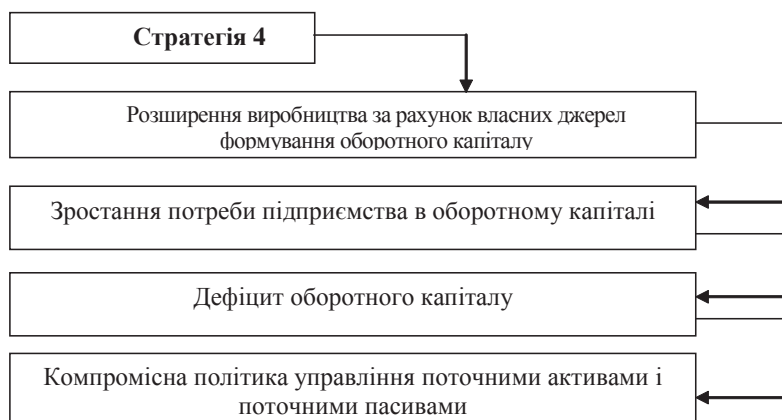 Стратегія 4
Розширення виробництва за рахунок власних джерел
формування оборотного капіталу
Зростання потреби підприємства в оборотному капіталі
Дефіцит оборотного капіталу
Компромісна політика управління поточними активами і
поточними пасивами